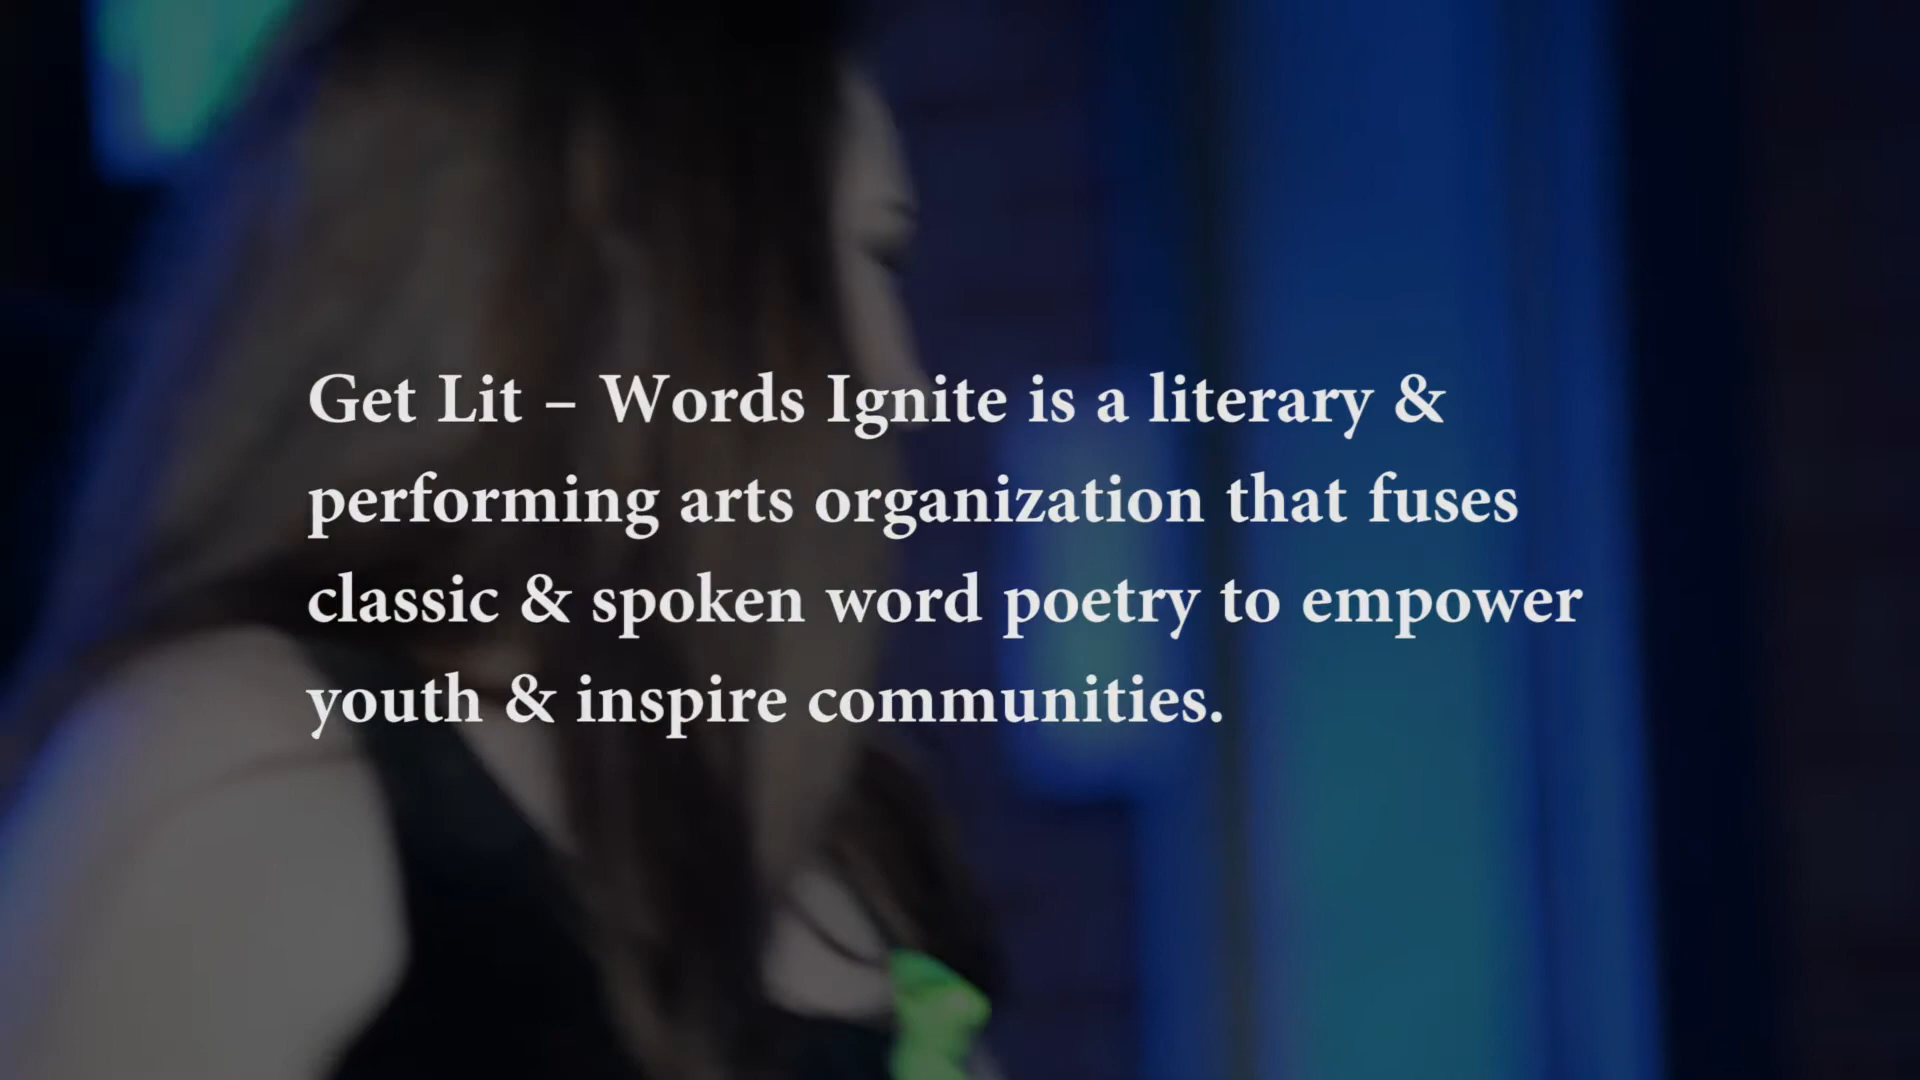 Get Lit – Words Ignite is a literary &
performing arts organization that fuses
classic & spoken word poetry to empower
youth & inspire communities.